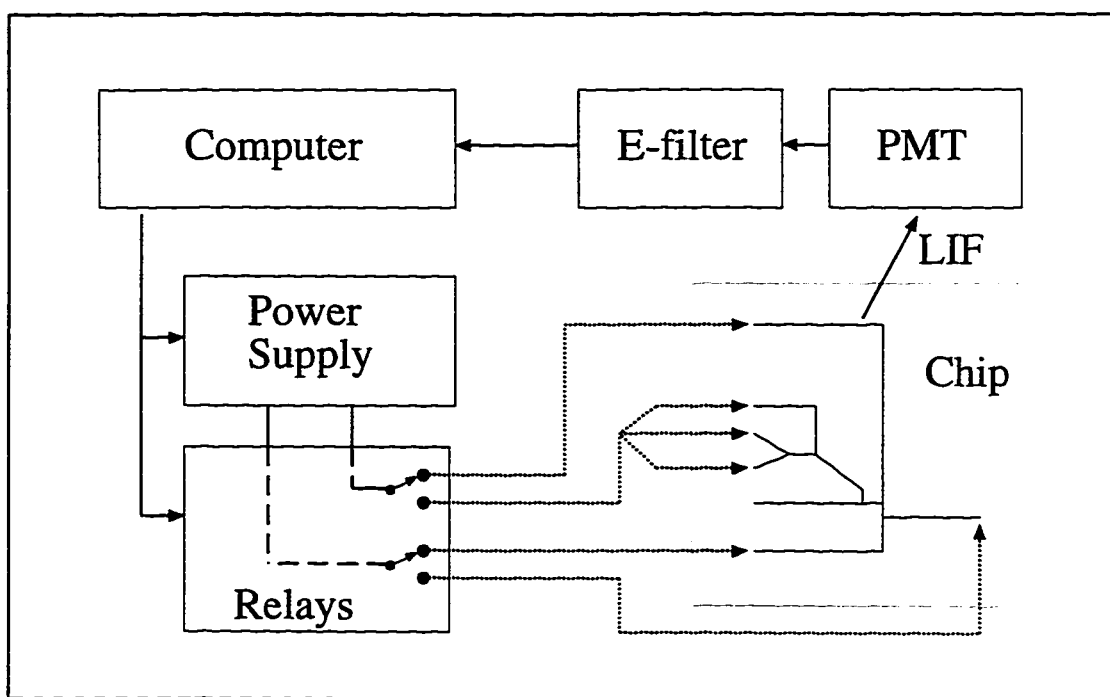 Computer
E-filter
PMT
LIF
Power
Supply
Chip
Relays